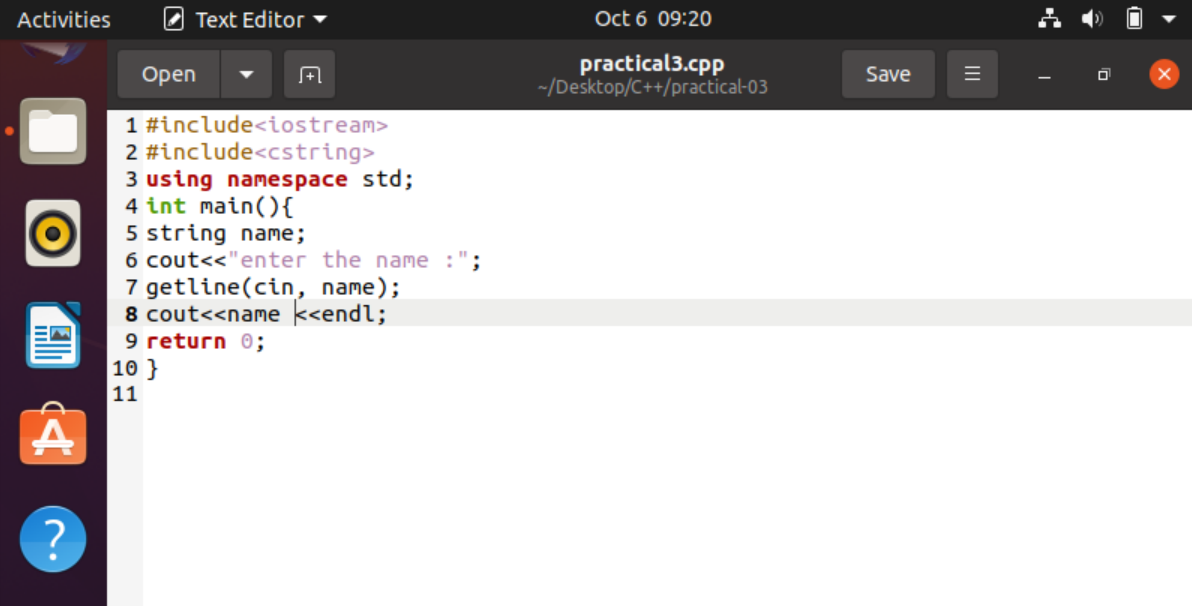 Activities Text Editor Oct 6 09:20
Open practical3.cpp Save
~/Desktop/C++/practical-03
1 #include<iostream>
2 #include<cstring>
3 using namespace std;
4 int main(){
5 string name;
6 cout<<"enter the name :";
7 getline(cin, name);
8 cout<<name <<endl;
9 return 0;
10 }
11